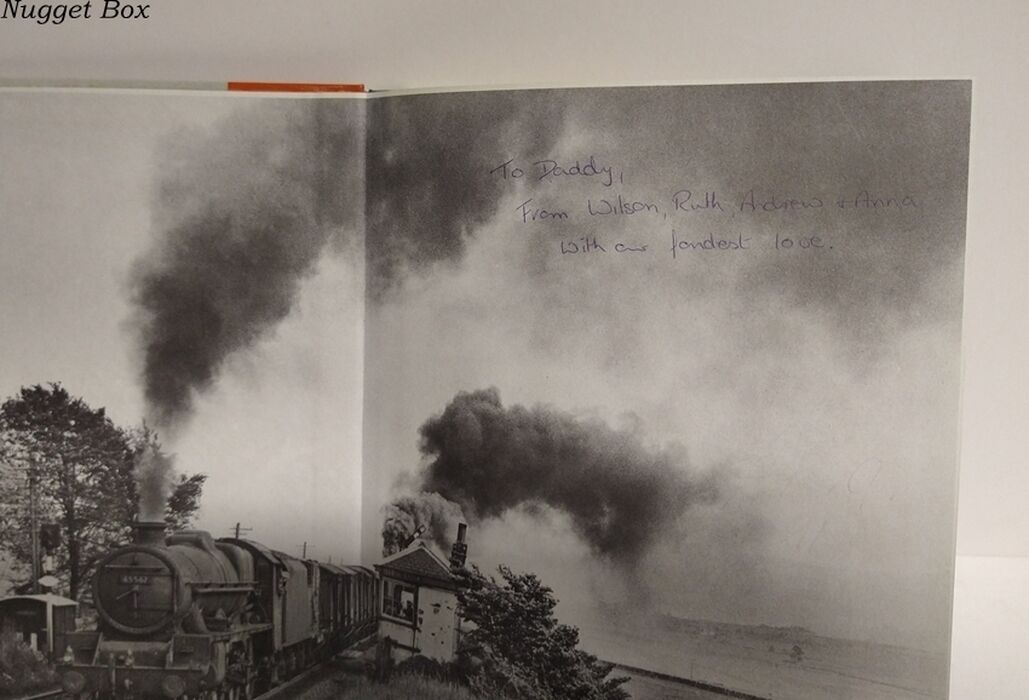 Nugget Box
To Daddy,
From Wilson, Ruth, Andrew + Anna
With our fondest love.